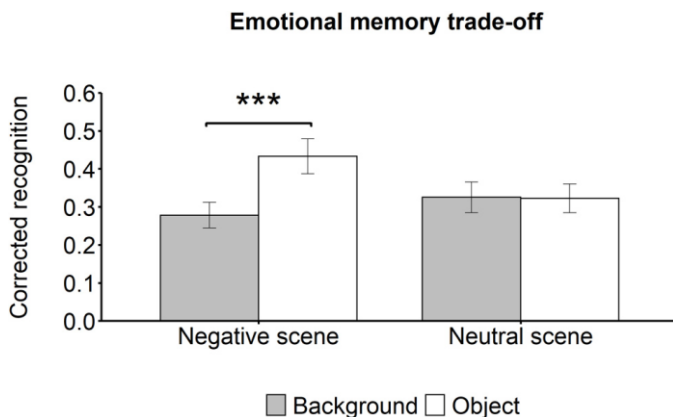 Emotional memory trade-off
Corrected recognition
0.6
0.5
0.4
0.3
0.2
0.1
0.0
***
Negative scene Neutral scene
Background Object